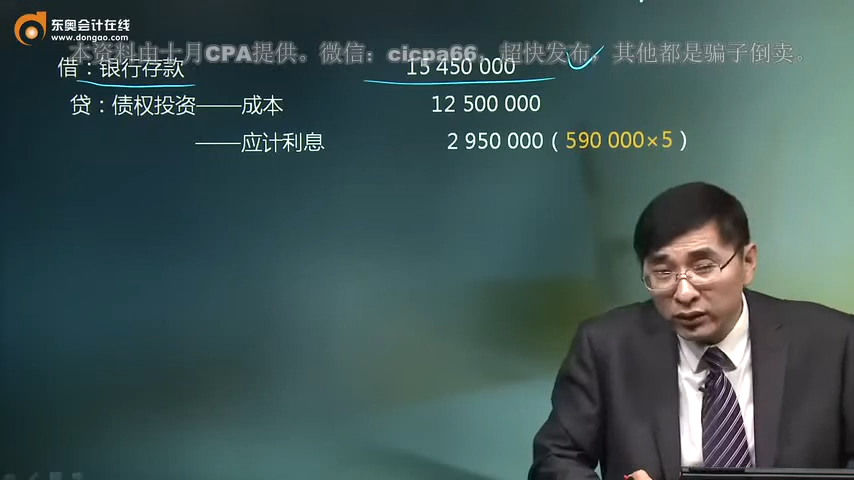 东奥会计在线
www.dongao.com
本资料由十月CPA提供。微信：cicpa66，超快发布，其他都是骗子倒卖。
借：银行存款 15 450 000
贷：债权投资——成本 12 500 000
——应计利息 2 950 000（590 000×5）